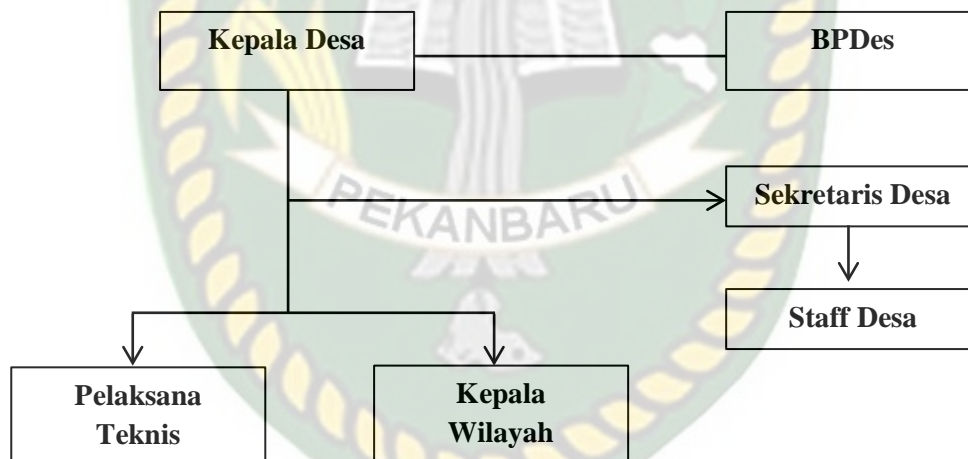 Kepala Desa
BPDes
PEKANBARU
Sekretaris Desa
Staff Desa
Pelaksana
Teknis
Kepala
Wilayah